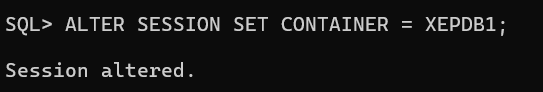 SQL> ALTER SESSION SET CONTAINER = XEPDB1;
Session altered.